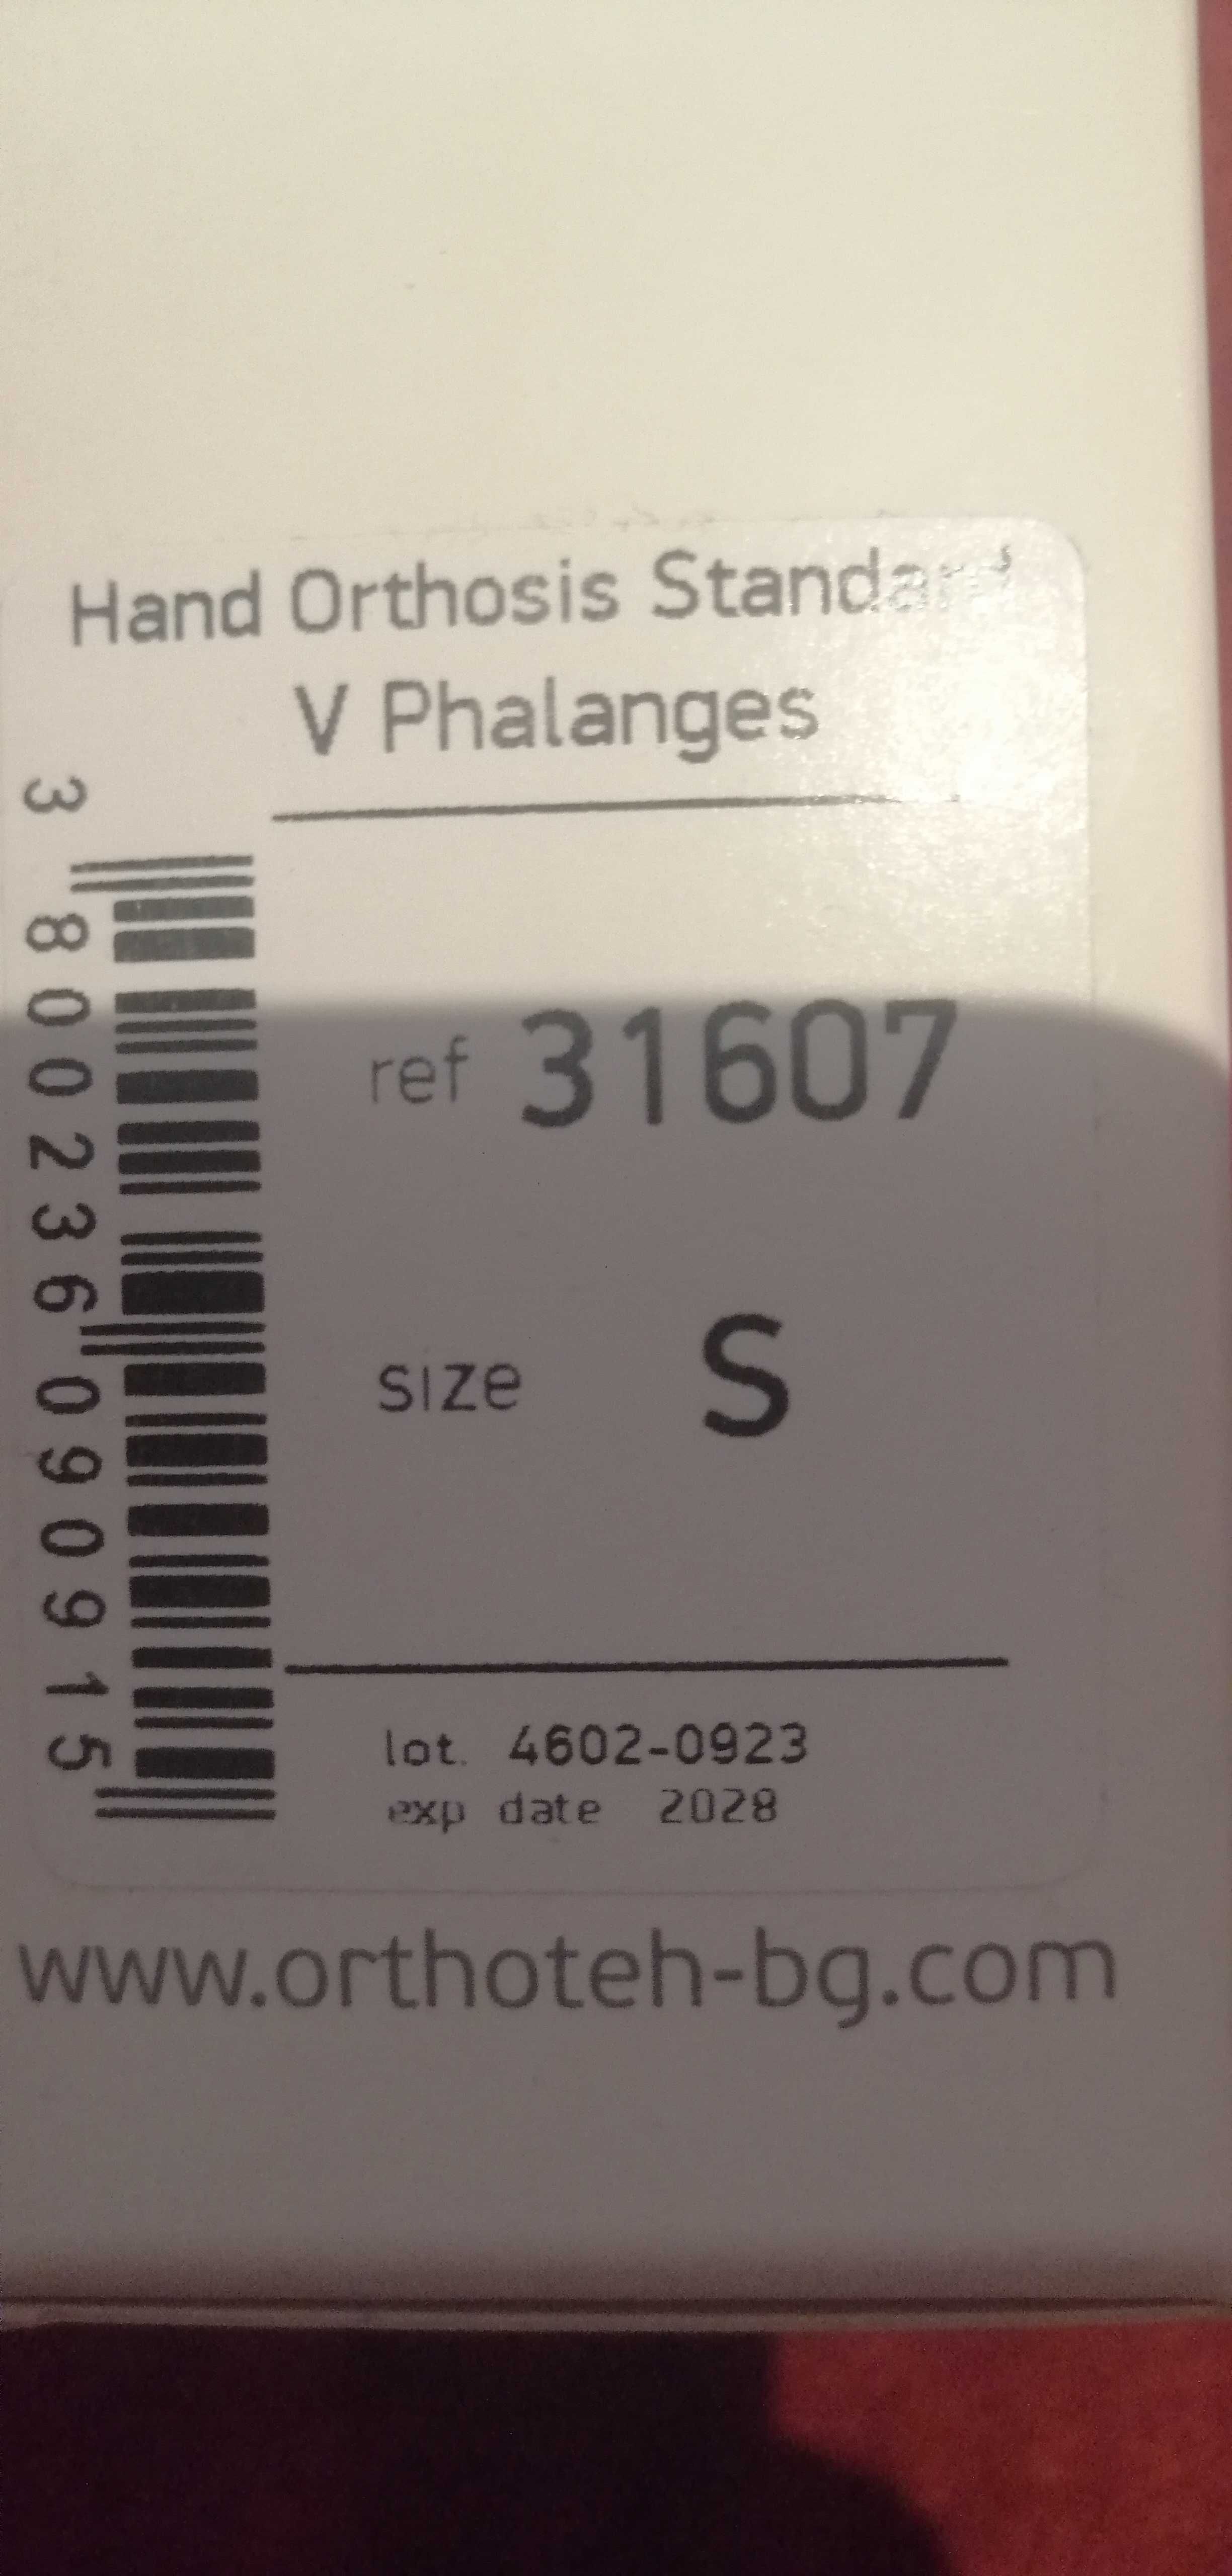 Hand Orthosis Standard
V Phalanges
3 800236 090915
ref 31607
size S
lot. 4602-0923
exp date 2028
www.orthoteh-bg.com